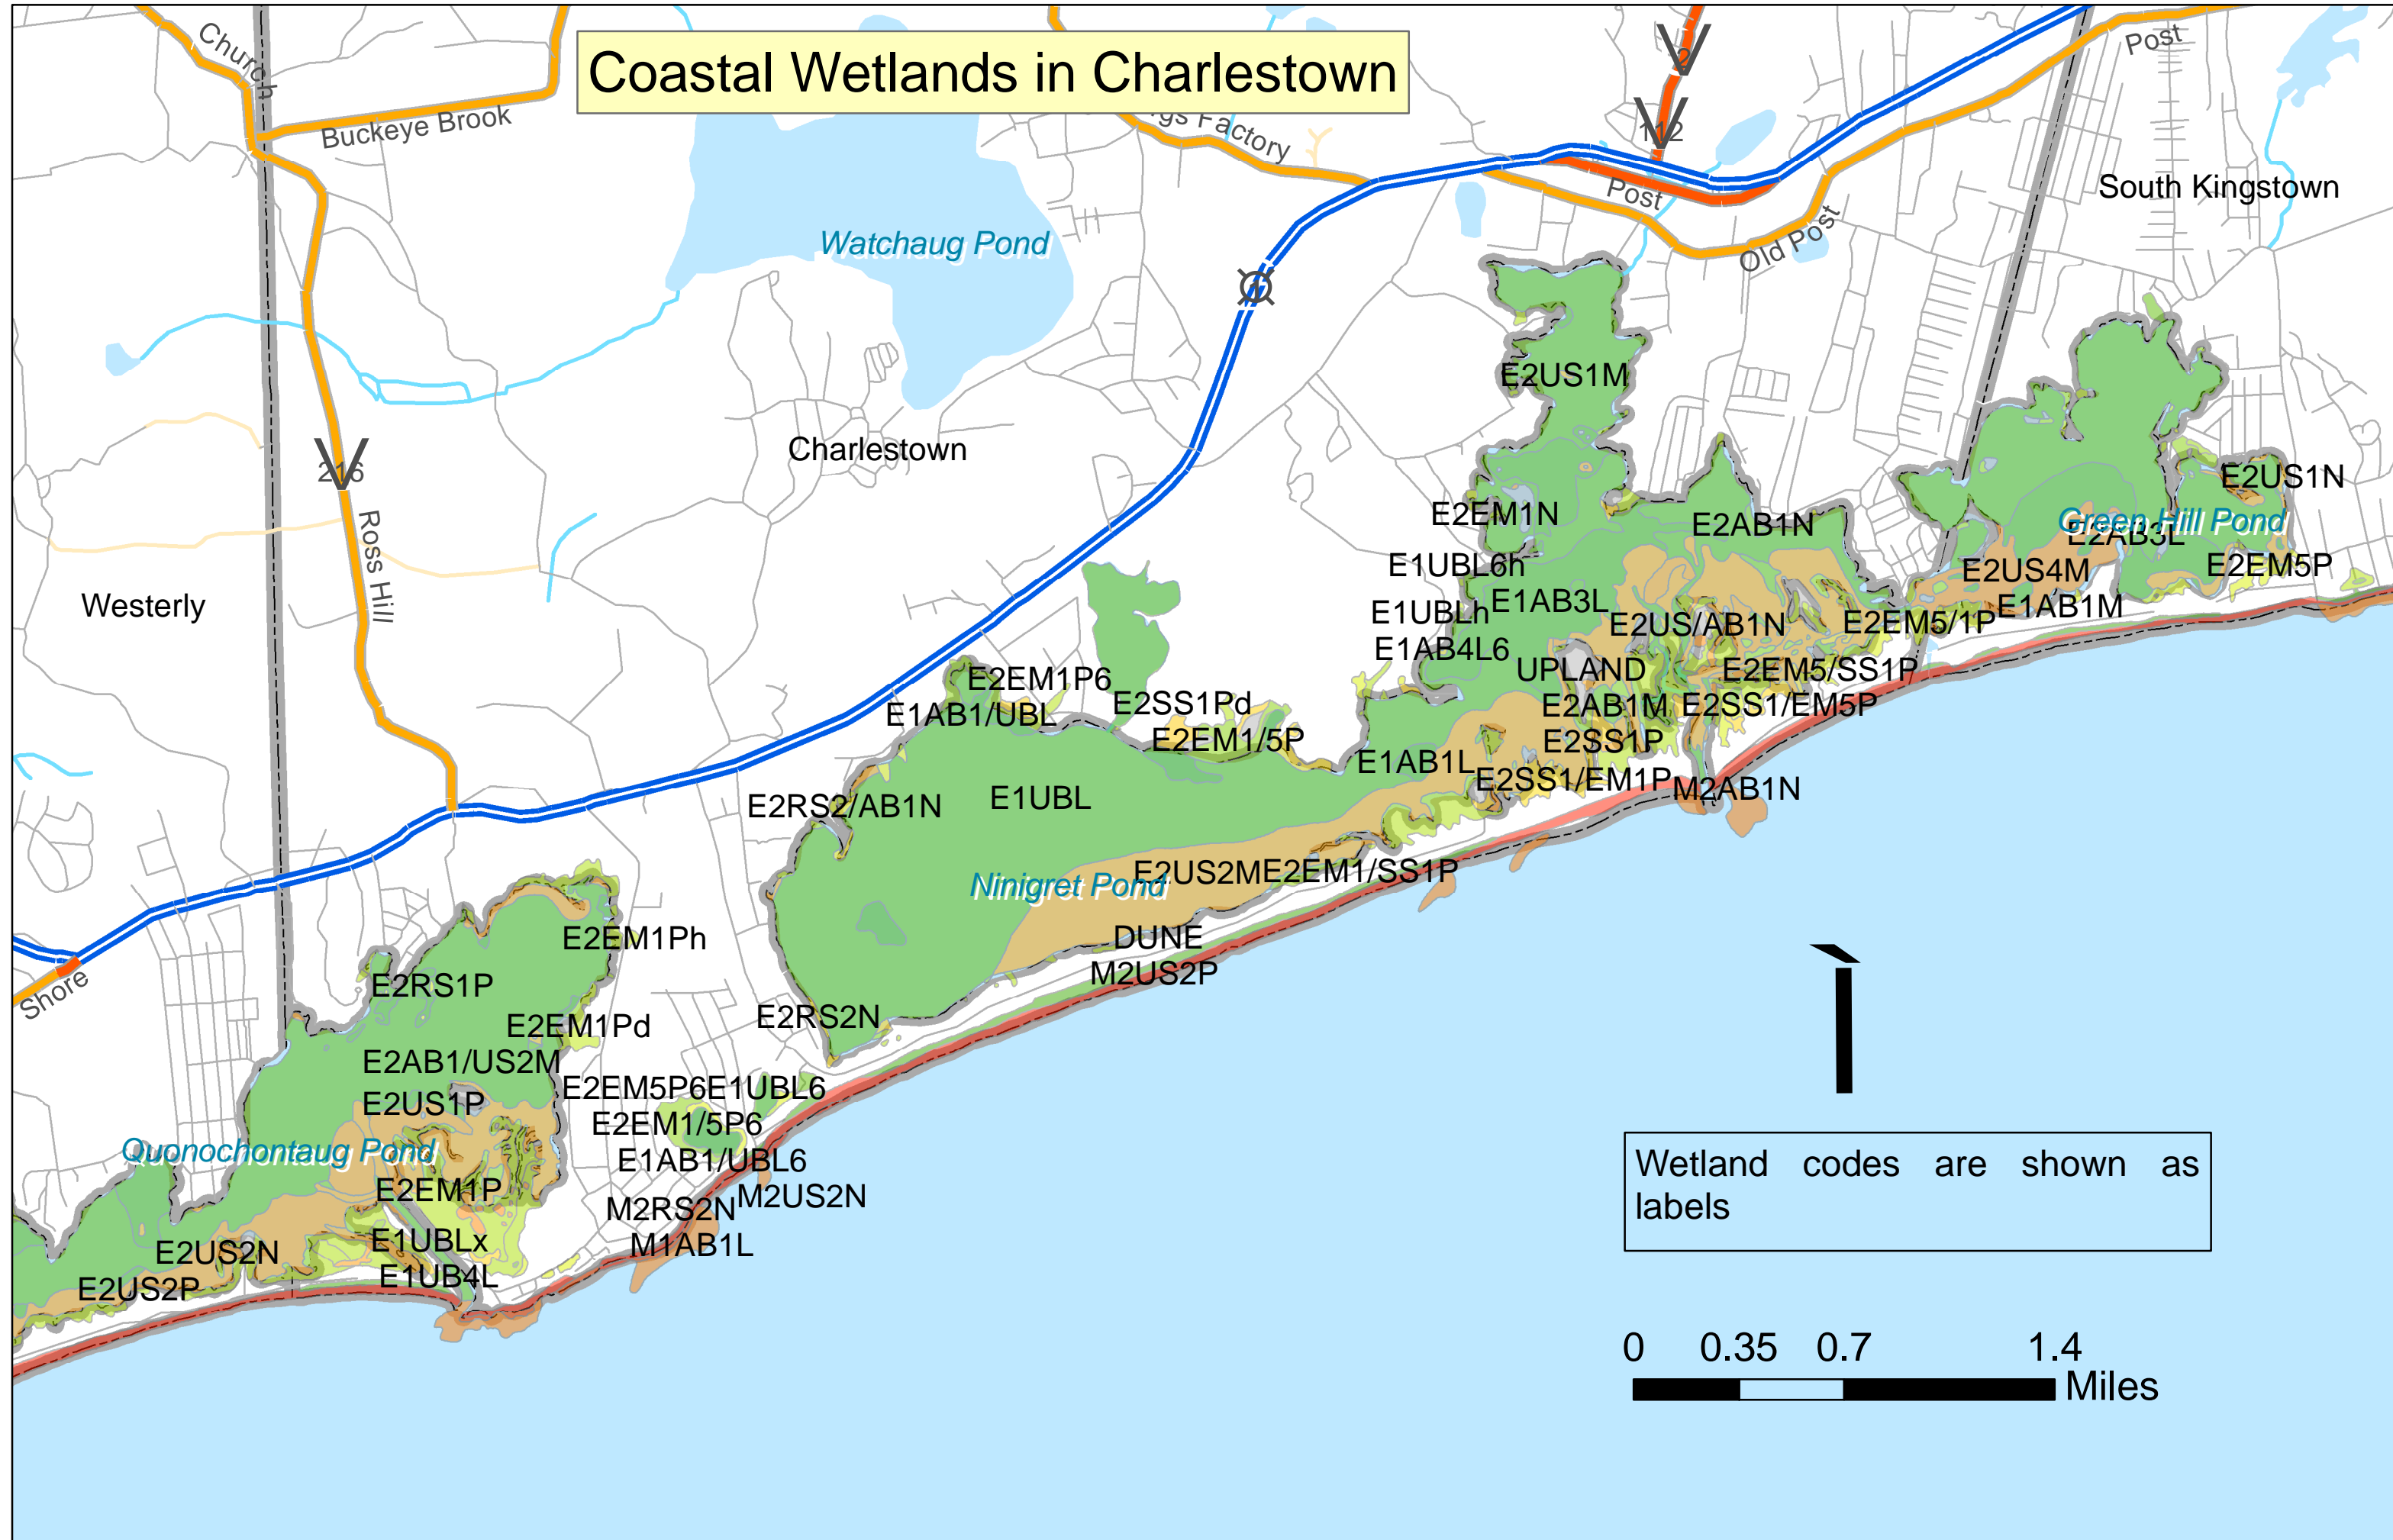 Coastal Wetlands in Charlestown
Church
Buckeye Brook
gs Factory
2
112
Post
Post
Old Post
South Kingstown
Watchaug Pond
1
Charlestown
216
Ross Hill
Westerly
E2US1M
E2EM1N
E2AB1N
E2US1N
Green Hill Pond
E2AB3L
E1UBL6h
E2US4M
E2EM5P
E1UBLh
E1AB3L
E1AB1M
E2US/AB1N
E2EM5/1P
E1AB4L6
UPLAND
E2EM5/SS1P
E2EM1P6
E1AB1/UBL
E2SS1Pd
E2EM1/5P
E2AB1M
E2SS1/EM5P
E2SS1P
E1AB1L
E2SS1/EM1P
M2AB1N
E2RS2/AB1N
E1UBL
E2US2M
E2EM1/SS1P
Ninigret Pond
DUNE
M2US2P
E2RS2N
Shore
E2EM1Ph
E2RS1P
E2EM1Pd
E2AB1/US2M
E2US1P
E2EM5P6
E1UBL6
E2EM1/5P6
Quonochontaug Pond
E1AB1/UBL6
E2EM1P
M2RS2N
M2US2N
E1UBLx
M1AB1L
E2US2N
E1UB4L
E2US2P
Wetland codes are shown as
labels
0 0.35 0.7 1.4
Miles